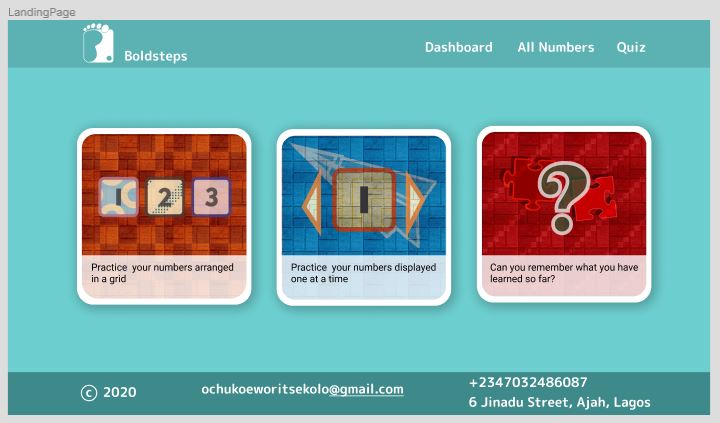 LandingPage
Boldsteps
Dashboard All Numbers Quiz
1 2 3
Practice your numbers arranged
in a grid
1
Practice your numbers displayed
one at a time
?
Can you remember what you have
learned so far?
© 2020
ochukoeworitsekolo@gmail.com
+2347032486087
6 Jinadu Street, Ajah, Lagos